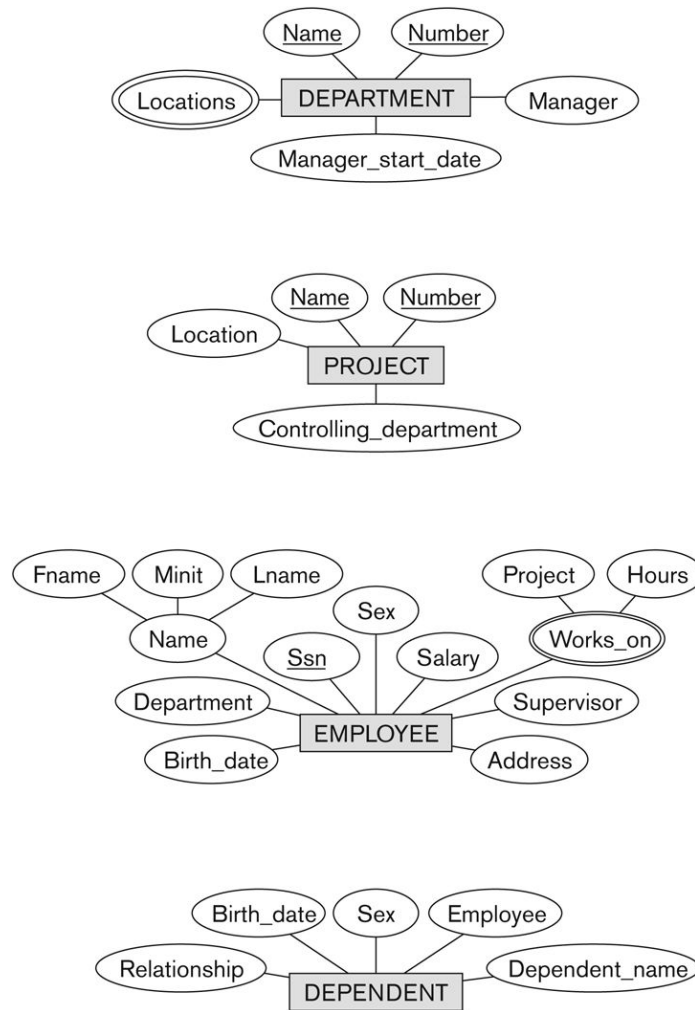 Name Number
Locations DEPARTMENT Manager
Manager_start_date
Name Number
Location
PROJECT
Controlling_department
Fname Minit Lname Project Hours
Sex
Name Works_on
Ssn Salary
Department Supervisor
EMPLOYEE
Birth_date Address
Birth_date Sex Employee
Relationship Dependent_name
DEPENDENT